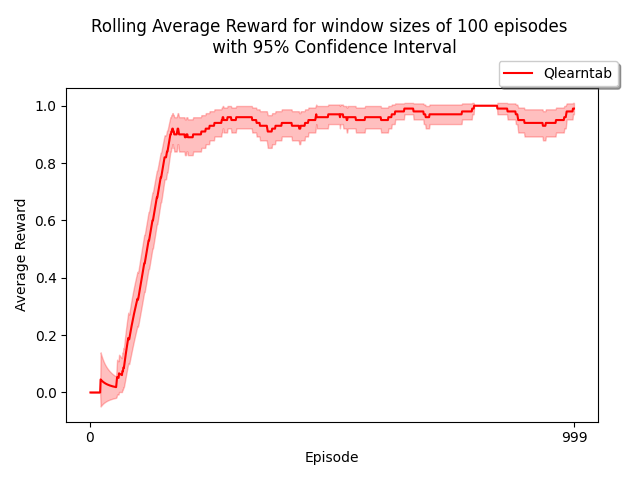 Rolling Average Reward for window sizes of 100 episodes
with 95% Confidence Interval
Qlearntab
1.0
0.8
0.6
0.4
0.2
0.0
Average Reward
0
999
Episode